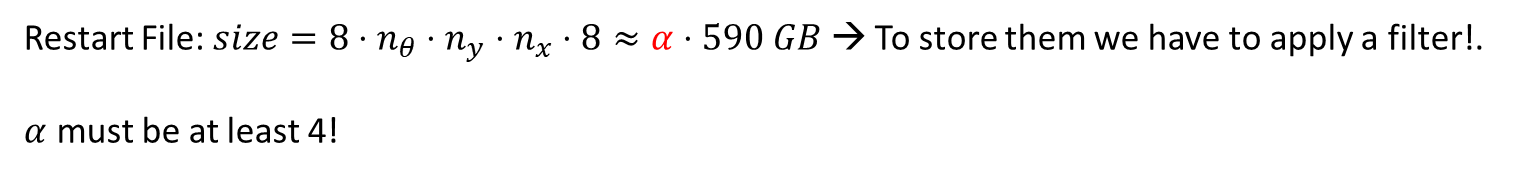 Restart File: size = 8 · n_θ · n_y · n_x · 8 ≈ α · 590 GB → To store them we have to apply a filter!.
α must be at least 4!